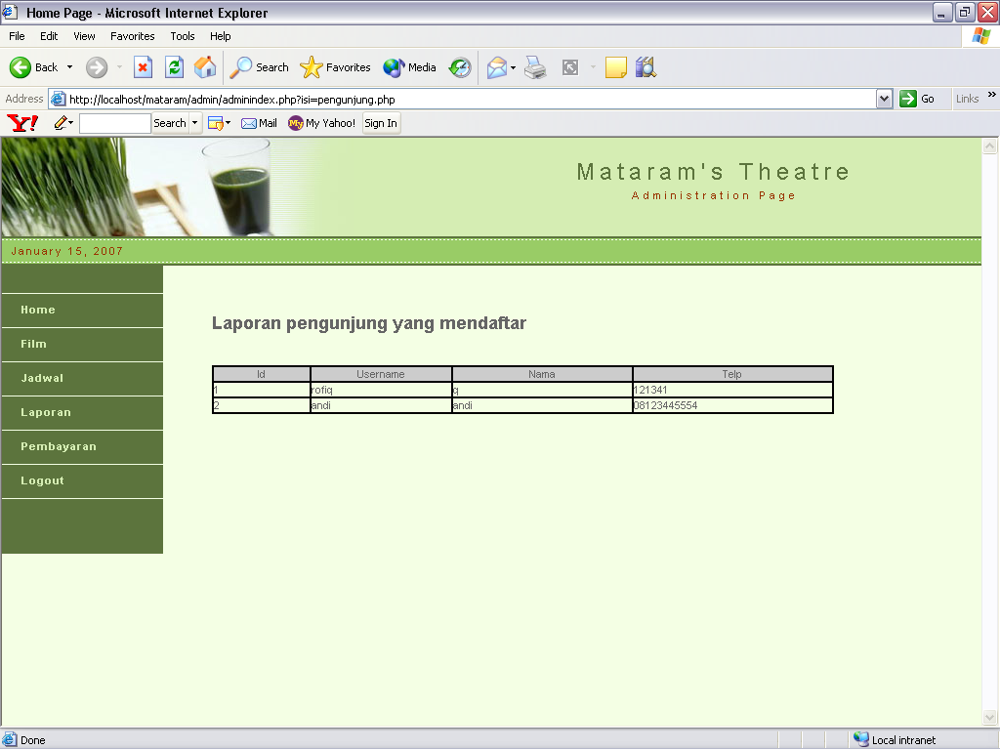 Home Page - Microsoft Internet Explorer
File Edit View Favorites Tools Help
Back Search Favorites Media
Address http://localhost/mataram/admin/adminindex.php?isi=pengunjung.php Go Links »
Y! Search Mail My My Yahoo! Sign In
Mataram's Theatre
Administration Page
January 15, 2007
Home
Film
Jadwal
Laporan
Pembayaran
Logout
Laporan pengunjung yang mendaftar
Id Username Nama Telp
1 rofiq q 121341
2 andi andi 08123445554
Done Local intranet